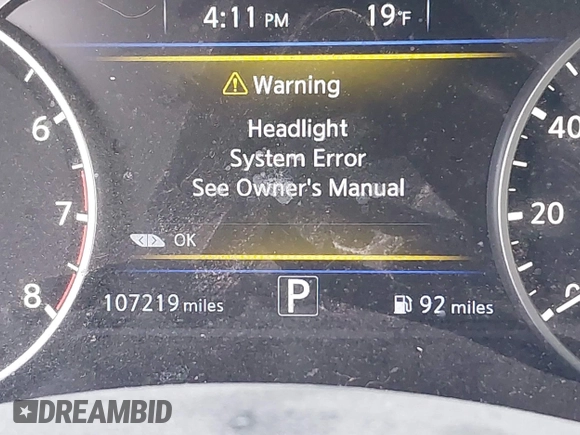 4:11 PM 19°F
Warning
6 Headlight 40
System Error
See Owner's Manual
7 20
OK
8 107219 miles P 92 miles 0
DREAMBID